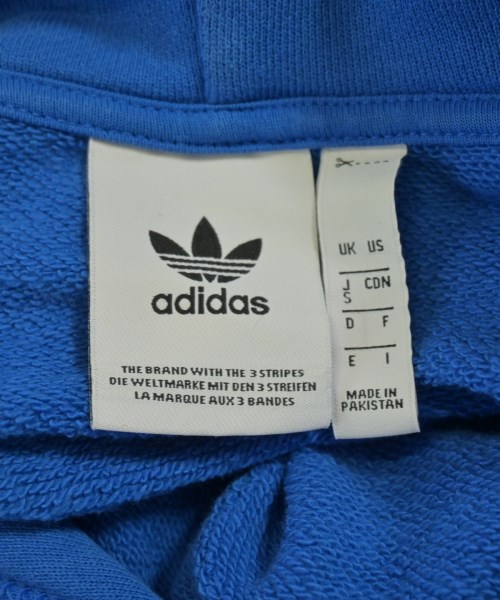 adidas
THE BRAND WITH THE 3 STRIPES
DIE WELTMARKE MIT DEN 3 STREIFEN
LA MARQUE AUX 3 BANDES
UK US
J CDN
S
D F
E I
MADE IN
PAKISTAN